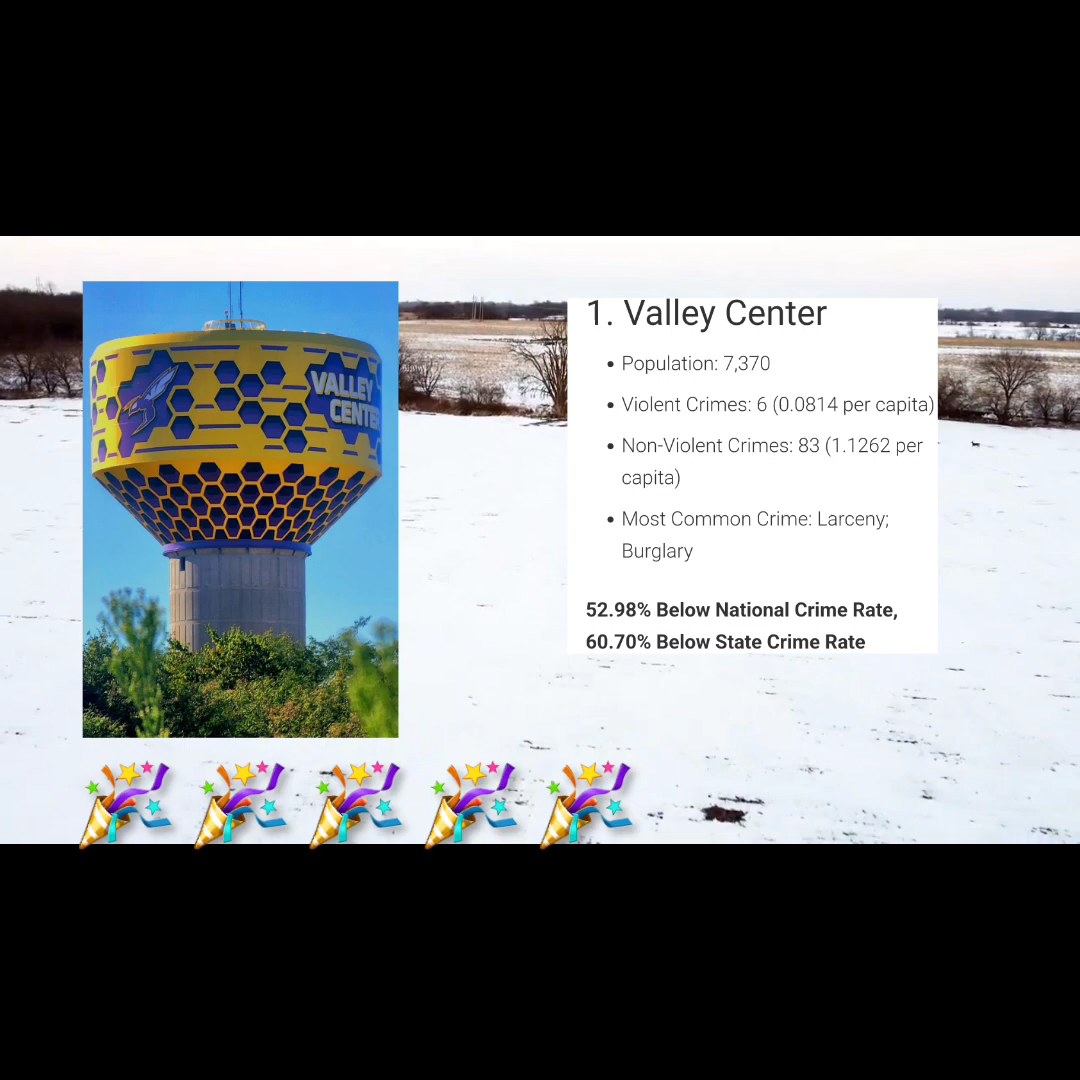 VALLEY
CENTER
1. Valley Center
• Population: 7,370
• Violent Crimes: 6 (0.0814 per capita)
• Non-Violent Crimes: 83 (1.1262 per
capita)
• Most Common Crime: Larceny;
Burglary
52.98% Below National Crime Rate,
60.70% Below State Crime Rate